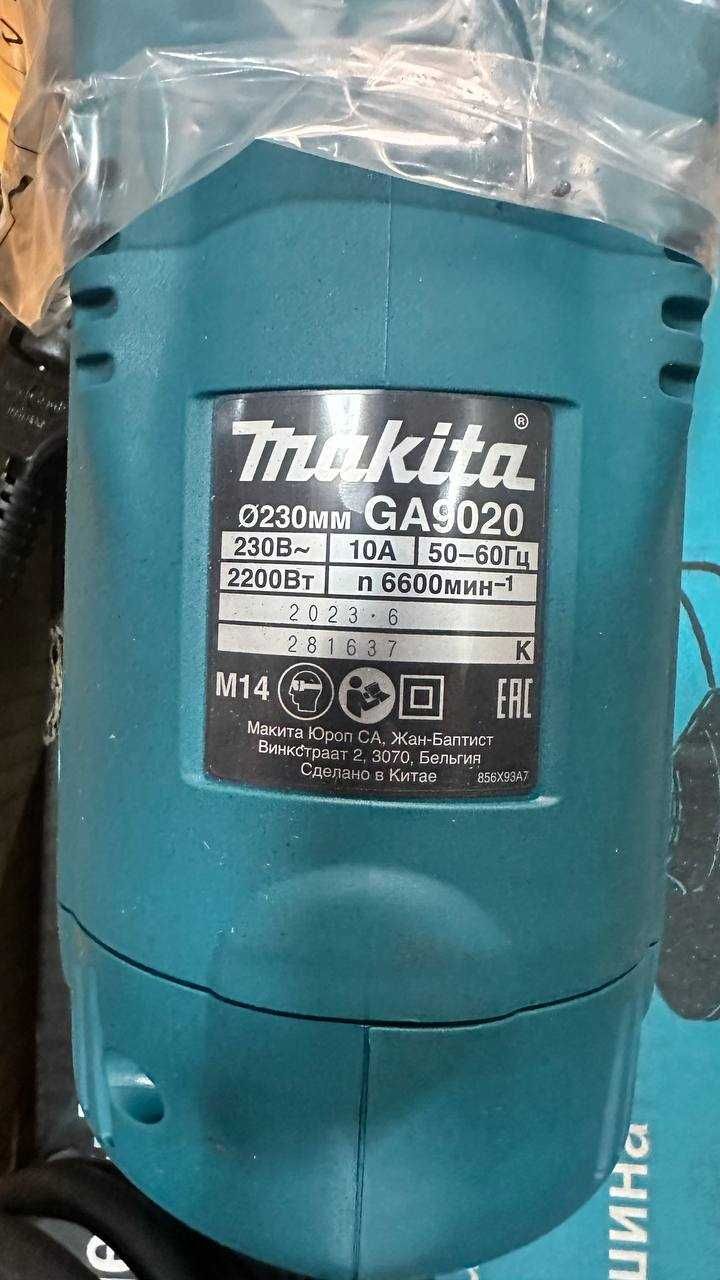 makita®
Ø230мм GA9020
230В~ 10A 50–60Гц
2200Вт n 6600мин⁻¹
2023·6
281637 K
M14 EAC
Макита Юроп СА, Жан-Баптист
Винкстраат 2, 3070, Бельгия
Сделано в Китае 856X93A7
шина